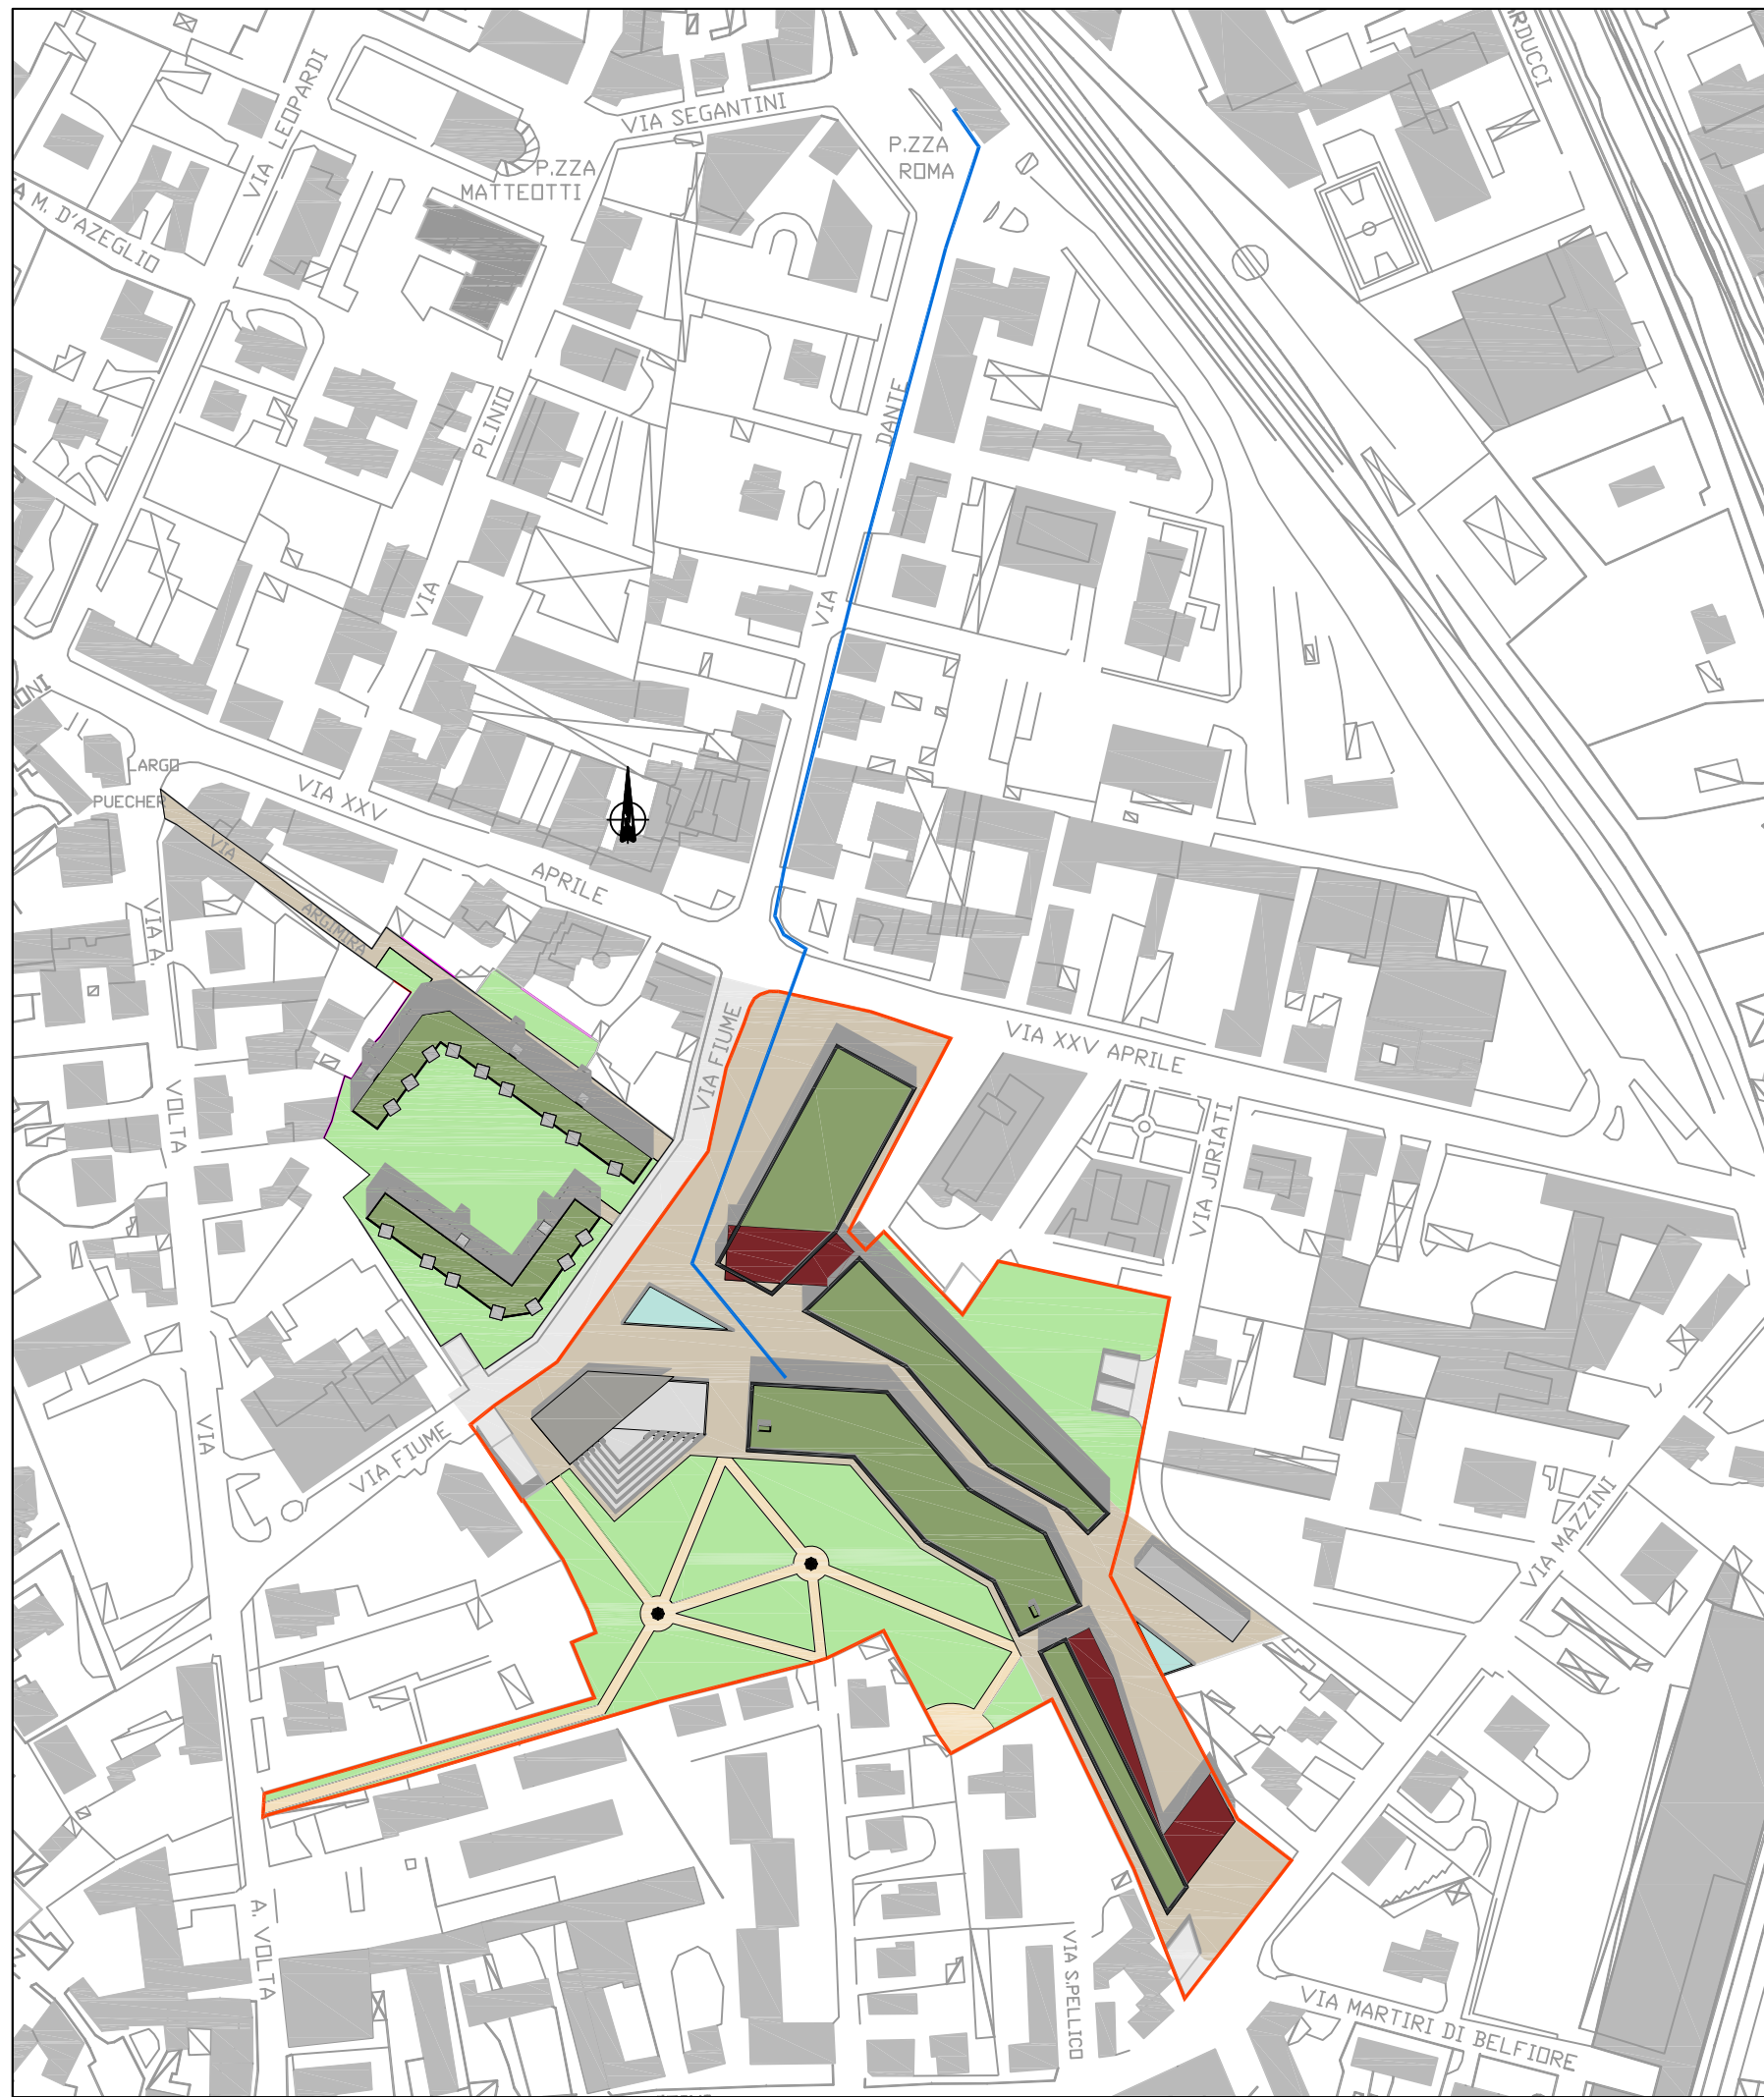 VIA LEOPARDI
VIA SEGANTINI
P.ZZA
ROMA
P.ZZA
MATTEOTTI
M. D'AZEGLIO
DANTE
VIA
PLINIO
VIA
LARGO
PUECHER
VIA XXV
APRILE
VIA
ARGIMIRA
VIA A.
VOLTA
VIA FIUME
VIA XXV APRILE
VIA JORIATI
VIA
VIA FIUME
VIA MAZZINI
A. VOLTA
VIA S.PELLICO
VIA MARTIRI DI BELFIORE